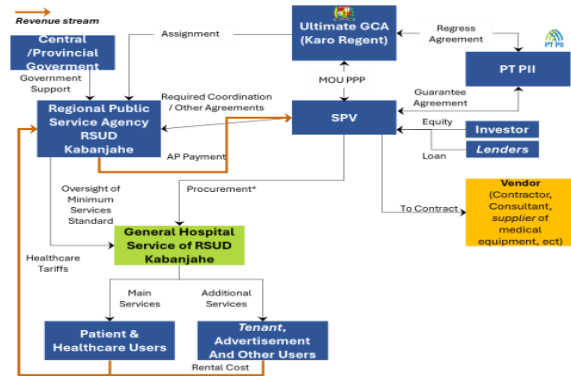 Revenue stream
Central
/Provincial
Goverment
Government
Support
Assignment
Ultimate GCA
(Karo Regent)
Regress
Agreement
PT PII
PT PII
MOU PPP
Guarantee
Agreement
Regional Public
Service Agency
RSUD
Kabanjahe
Required Coordination
/ Other Agreements
AP Payment
SPV
Equity
Loan
Investor
Lenders
Oversight of
Minimum
Services
Standard
Procurement*
To Contract
Vendor
(Contractor,
Consultant,
supplier of
medical
equipment, ect)
General Hospital
Service of RSUD
Kabanjahe
Healthcare
Tariffs
Main
Services
Additional
Services
Patient &
Healthcare Users
Tenant,
Advertisement
And Other Users
Rental Cost